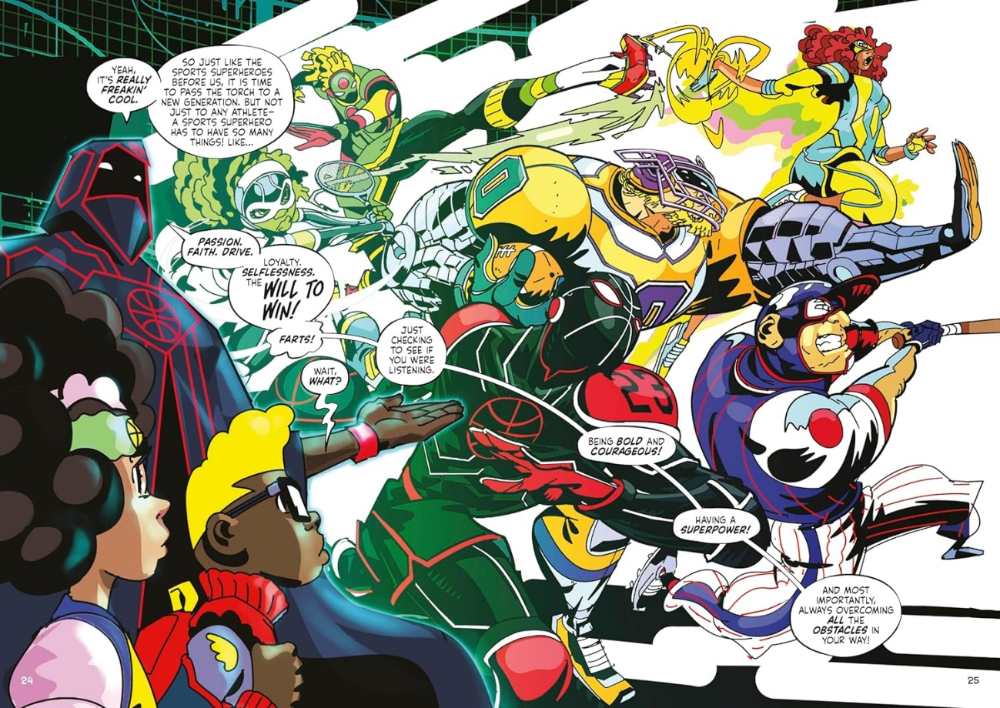 YEAH,
IT'S REALLY
FREAKIN'
COOL.
SO JUST LIKE THE
SPORTS SUPERHEROES
BEFORE US, IT IS TIME
TO PASS THE TORCH TO A
NEW GENERATION. BUT NOT
JUST TO ANY ATHLETE–
A SPORTS SUPERHERO
HAS TO HAVE SO MANY
THINGS! LIKE...
PASSION.
FAITH. DRIVE.
LOYALTY.
SELFLESSNESS.
THE WILL TO
WIN!
FARTS!
WAIT,
WHAT?
JUST
CHECKING
TO SEE IF
YOU WERE
LISTENING.
23
BEING BOLD AND
COURAGEOUS!
HAVING A
SUPERPOWER!
AND MOST
IMPORTANTLY,
ALWAYS OVERCOMING
ALL THE
OBSTACLES IN
YOUR WAY!
24
25